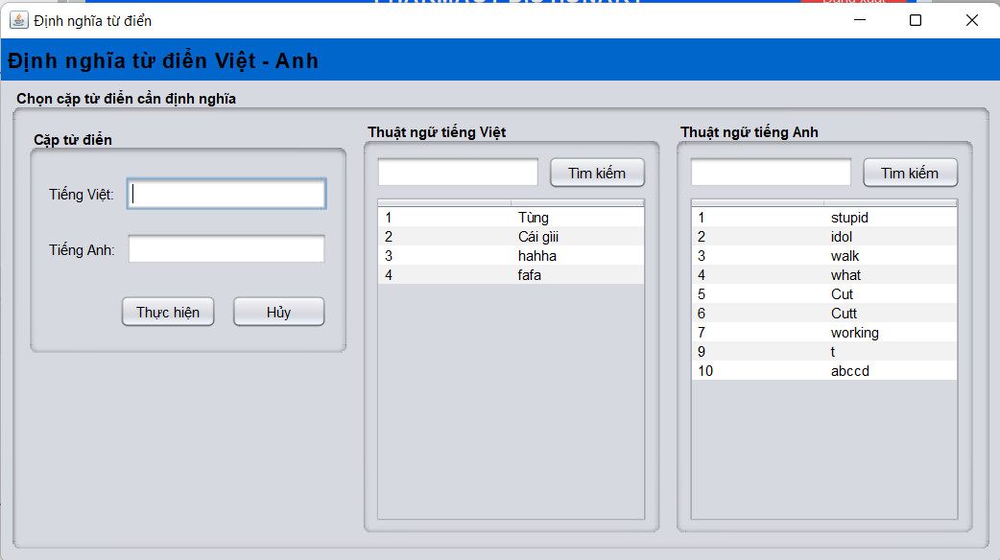 Định nghĩa từ điển
Định nghĩa từ điển Việt - Anh
Chọn cặp từ điển cần định nghĩa
Cặp từ điển
Tiếng Việt:
Tiếng Anh:
Thực hiện Hủy
Thuật ngữ tiếng Việt
Tìm kiếm
1 Tùng
2 Cái gìii
3 hahha
4 fafa
Thuật ngữ tiếng Anh
Tìm kiếm
1 stupid
2 idol
3 walk
4 what
5 Cut
6 Cutt
7 working
9 t
10 abccd